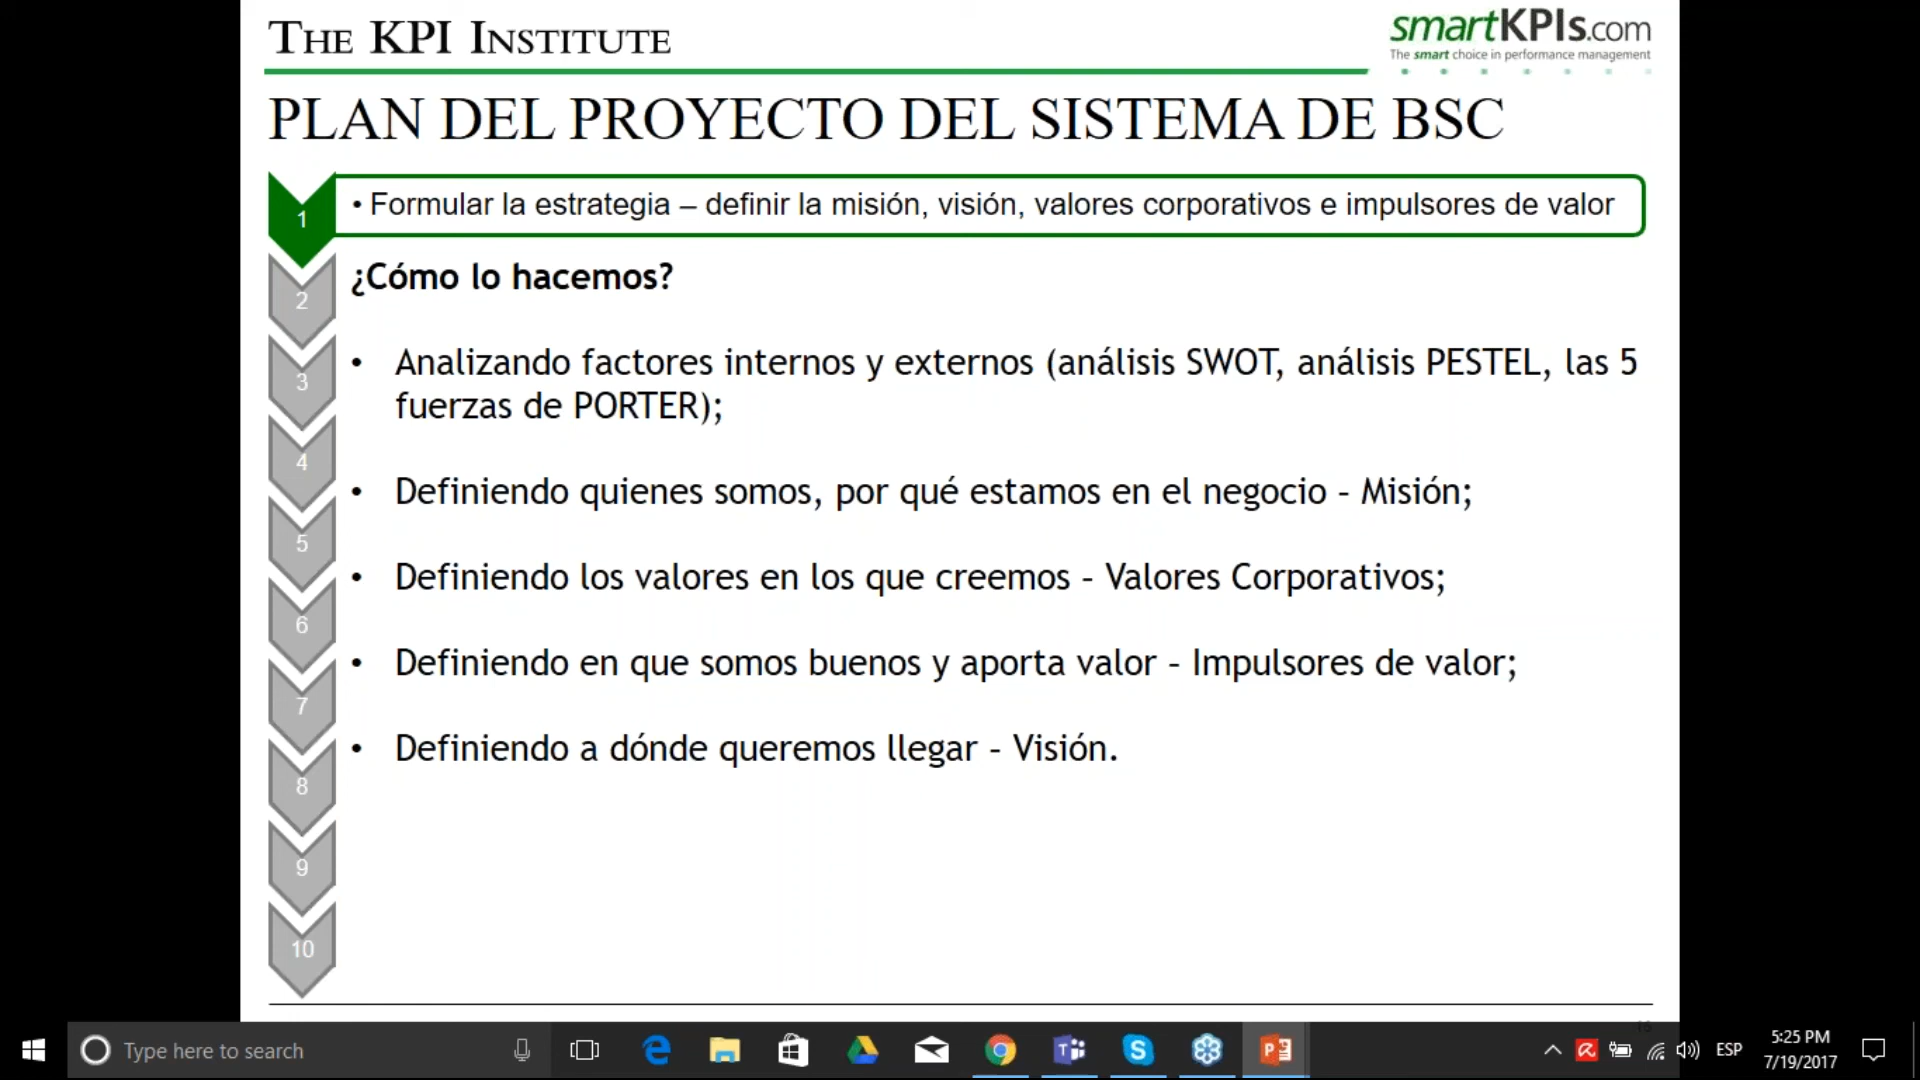 THE KPI INSTITUTE
smartKPIs.com
The smart choice in performance management
PLAN DEL PROYECTO DEL SISTEMA DE BSC
1
• Formular la estrategia – definir la misión, visión, valores corporativos e impulsores de valor
¿Cómo lo hacemos?
2
• Analizando factores internos y externos (análisis SWOT, análisis PESTEL, las 5
fuerzas de PORTER);
3
4
• Definiendo quienes somos, por qué estamos en el negocio – Misión;
5
• Definiendo los valores en los que creemos – Valores Corporativos;
6
• Definiendo en que somos buenos y aporta valor – Impulsores de valor;
7
• Definiendo a dónde queremos llegar – Visión.
8
9
10
16
Type here to search
ESP
5:25 PM
7/19/2017